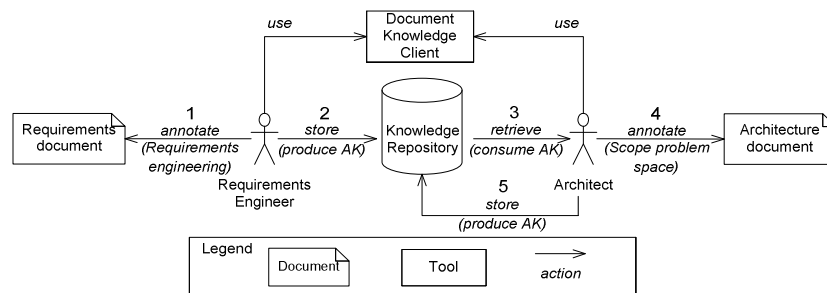 use
Document
Knowledge
Client
use
Requirements
document
1
annotate
(Requirements
engineering)
Requirements
Engineer
2
store
(produce AK)
Knowledge
Repository
3
retrieve
(consume AK)
Architect
4
annotate
(Scope problem
space)
Architecture
document
5
store
(produce AK)
Legend
Document
Tool
action